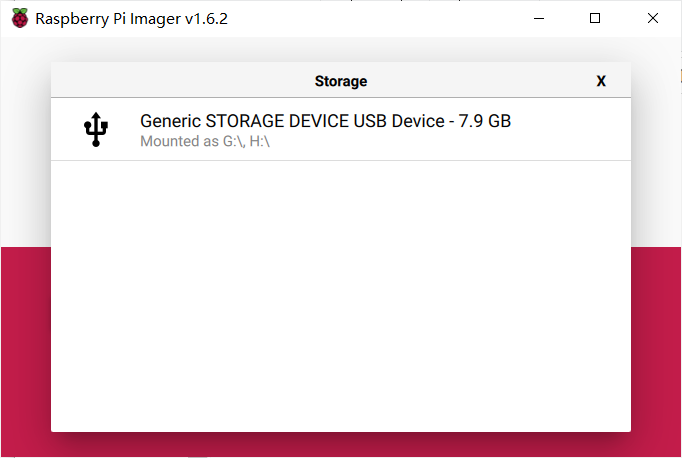 Raspberry Pi Imager v1.6.2
Storage X
Generic STORAGE DEVICE USB Device - 7.9 GB
Mounted as G:\, H:\